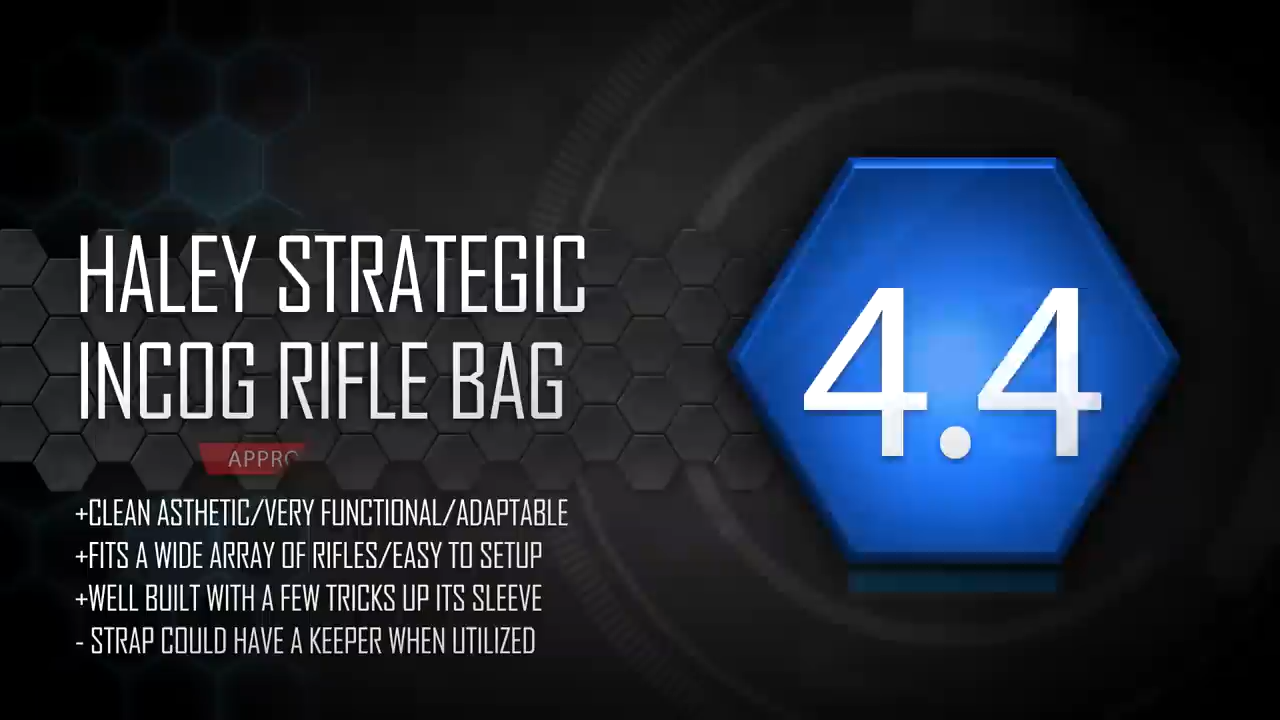 HALEY STRATEGIC
INCOG RIFLE BAG
APPRO
+CLEAN ASTHETIC/VERY FUNCTIONAL/ADAPTABLE
+FITS A WIDE ARRAY OF RIFLES/EASY TO SETUP
+WELL BUILT WITH A FEW TRICKS UP ITS SLEEVE
- STRAP COULD HAVE A KEEPER WHEN UTILIZED
4.4